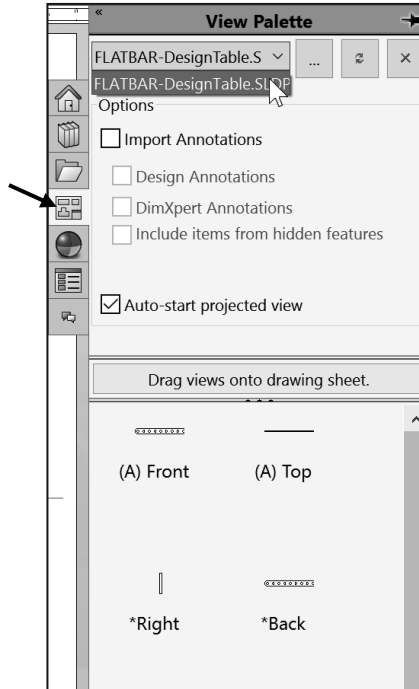 View Palette
FLATBAR-DesignTable.S
...
FLATBAR-DesignTable.SLDP
Options
Import Annotations
Design Annotations
DimXpert Annotations
Include items from hidden features
Auto-start projected view
Drag views onto drawing sheet.
(A) Front (A) Top
*Right *Back